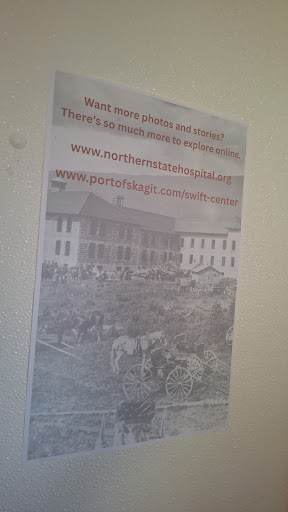 Want more photos and stories?
There's so much more to explore online.
www.northernstatehospital.org
www.portofskagit.com/swift-center